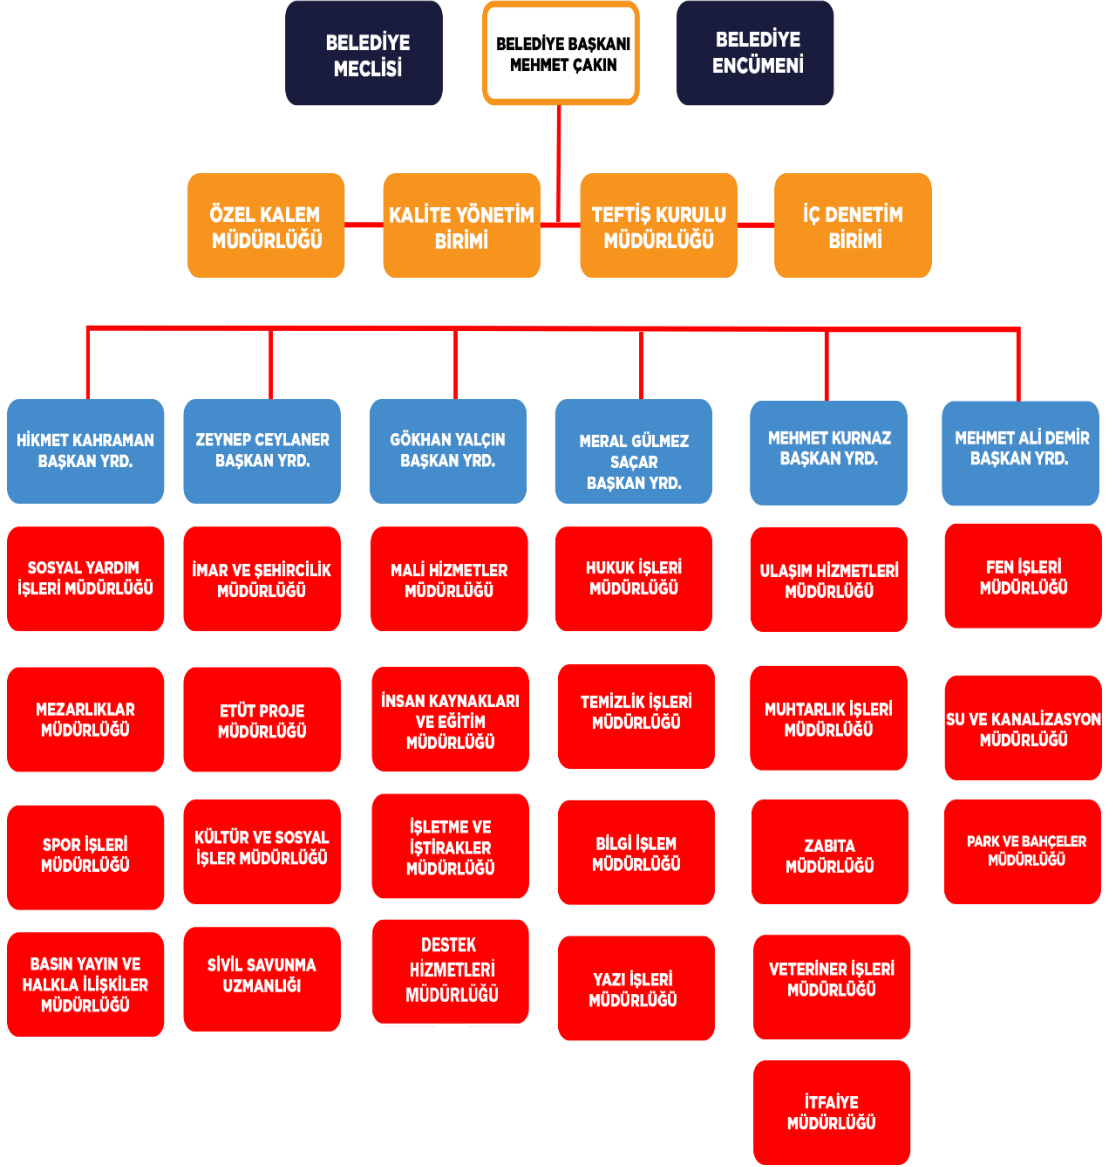 BELEDİYE
MECLİSİ
BELEDİYE BAŞKANI
MEHMET ÇAKIN
BELEDİYE
ENCÜMENİ
ÖZEL KALEM
MÜDÜRLÜĞÜ
KALİTE YÖNETİM
BİRİMİ
TEFTİŞ KURULU
MÜDÜRLÜĞÜ
İÇ DENETİM
BİRİMİ
HİKMET KAHRAMAN
BAŞKAN YRD.
ZEYNEP CEYLANER
BAŞKAN YRD.
GÖKHAN YALÇIN
BAŞKAN YRD.
MERAL GÜLMEZ
SAÇAR
BAŞKAN YRD.
MEHMET KURNAZ
BAŞKAN YRD.
MEHMET ALİ DEMİR
BAŞKAN YRD.
SOSYAL YARDIM
İŞLERİ MÜDÜRLÜĞÜ
İMAR VE ŞEHİRCİLİK
MÜDÜRLÜĞÜ
MALİ HİZMETLER
MÜDÜRLÜĞÜ
HUKUK İŞLERİ
MÜDÜRLÜĞÜ
ULAŞIM HİZMETLERİ
MÜDÜRLÜĞÜ
FEN İŞLERİ
MÜDÜRLÜĞÜ
MEZARLIKLAR
MÜDÜRLÜĞÜ
ETÜT PROJE
MÜDÜRLÜĞÜ
İNSAN KAYNAKLARI
VE EĞİTİM
MÜDÜRLÜĞÜ
TEMİZLİK İŞLERİ
MÜDÜRLÜĞÜ
MUHTARLIK İŞLERİ
MÜDÜRLÜĞÜ
SU VE KANALİZASYON
MÜDÜRLÜĞÜ
SPOR İŞLERİ
MÜDÜRLÜĞÜ
KÜLTÜR VE SOSYAL
İŞLER MÜDÜRLÜĞÜ
İŞLETME VE
İŞTİRAKLER
MÜDÜRLÜĞÜ
BİLGİ İŞLEM
MÜDÜRLÜĞÜ
ZABITA
MÜDÜRLÜĞÜ
PARK VE BAHÇELER
MÜDÜRLÜĞÜ
BASIN YAYIN VE
HALKLA İLİŞKİLER
MÜDÜRLÜĞÜ
SİVİL SAVUNMA
UZMANLIĞI
DESTEK
HİZMETLERİ
MÜDÜRLÜĞÜ
YAZI İŞLERİ
MÜDÜRLÜĞÜ
VETERİNER İŞLERİ
MÜDÜRLÜĞÜ
İTFAİYE
MÜDÜRLÜĞÜ